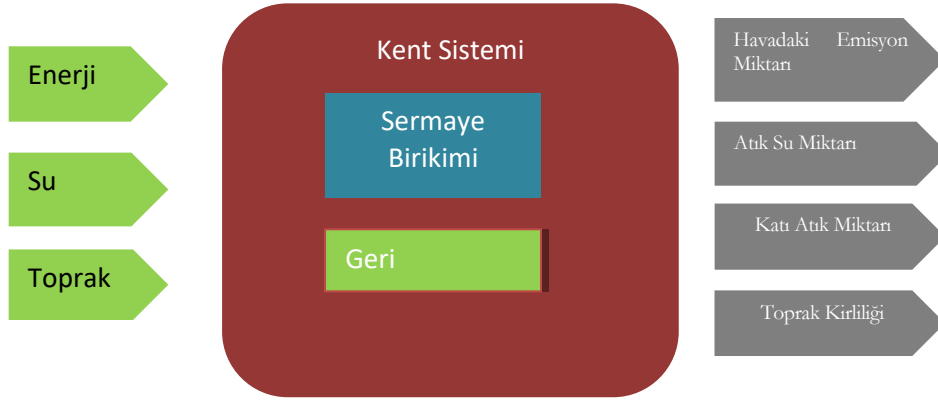 Enerji
Su
Toprak
Kent Sistemi
Sermaye
Birikimi
Geri
Havadaki Emisyon
Miktarı
Atık Su Miktarı
Katı Atık Miktarı
Toprak Kirliliği